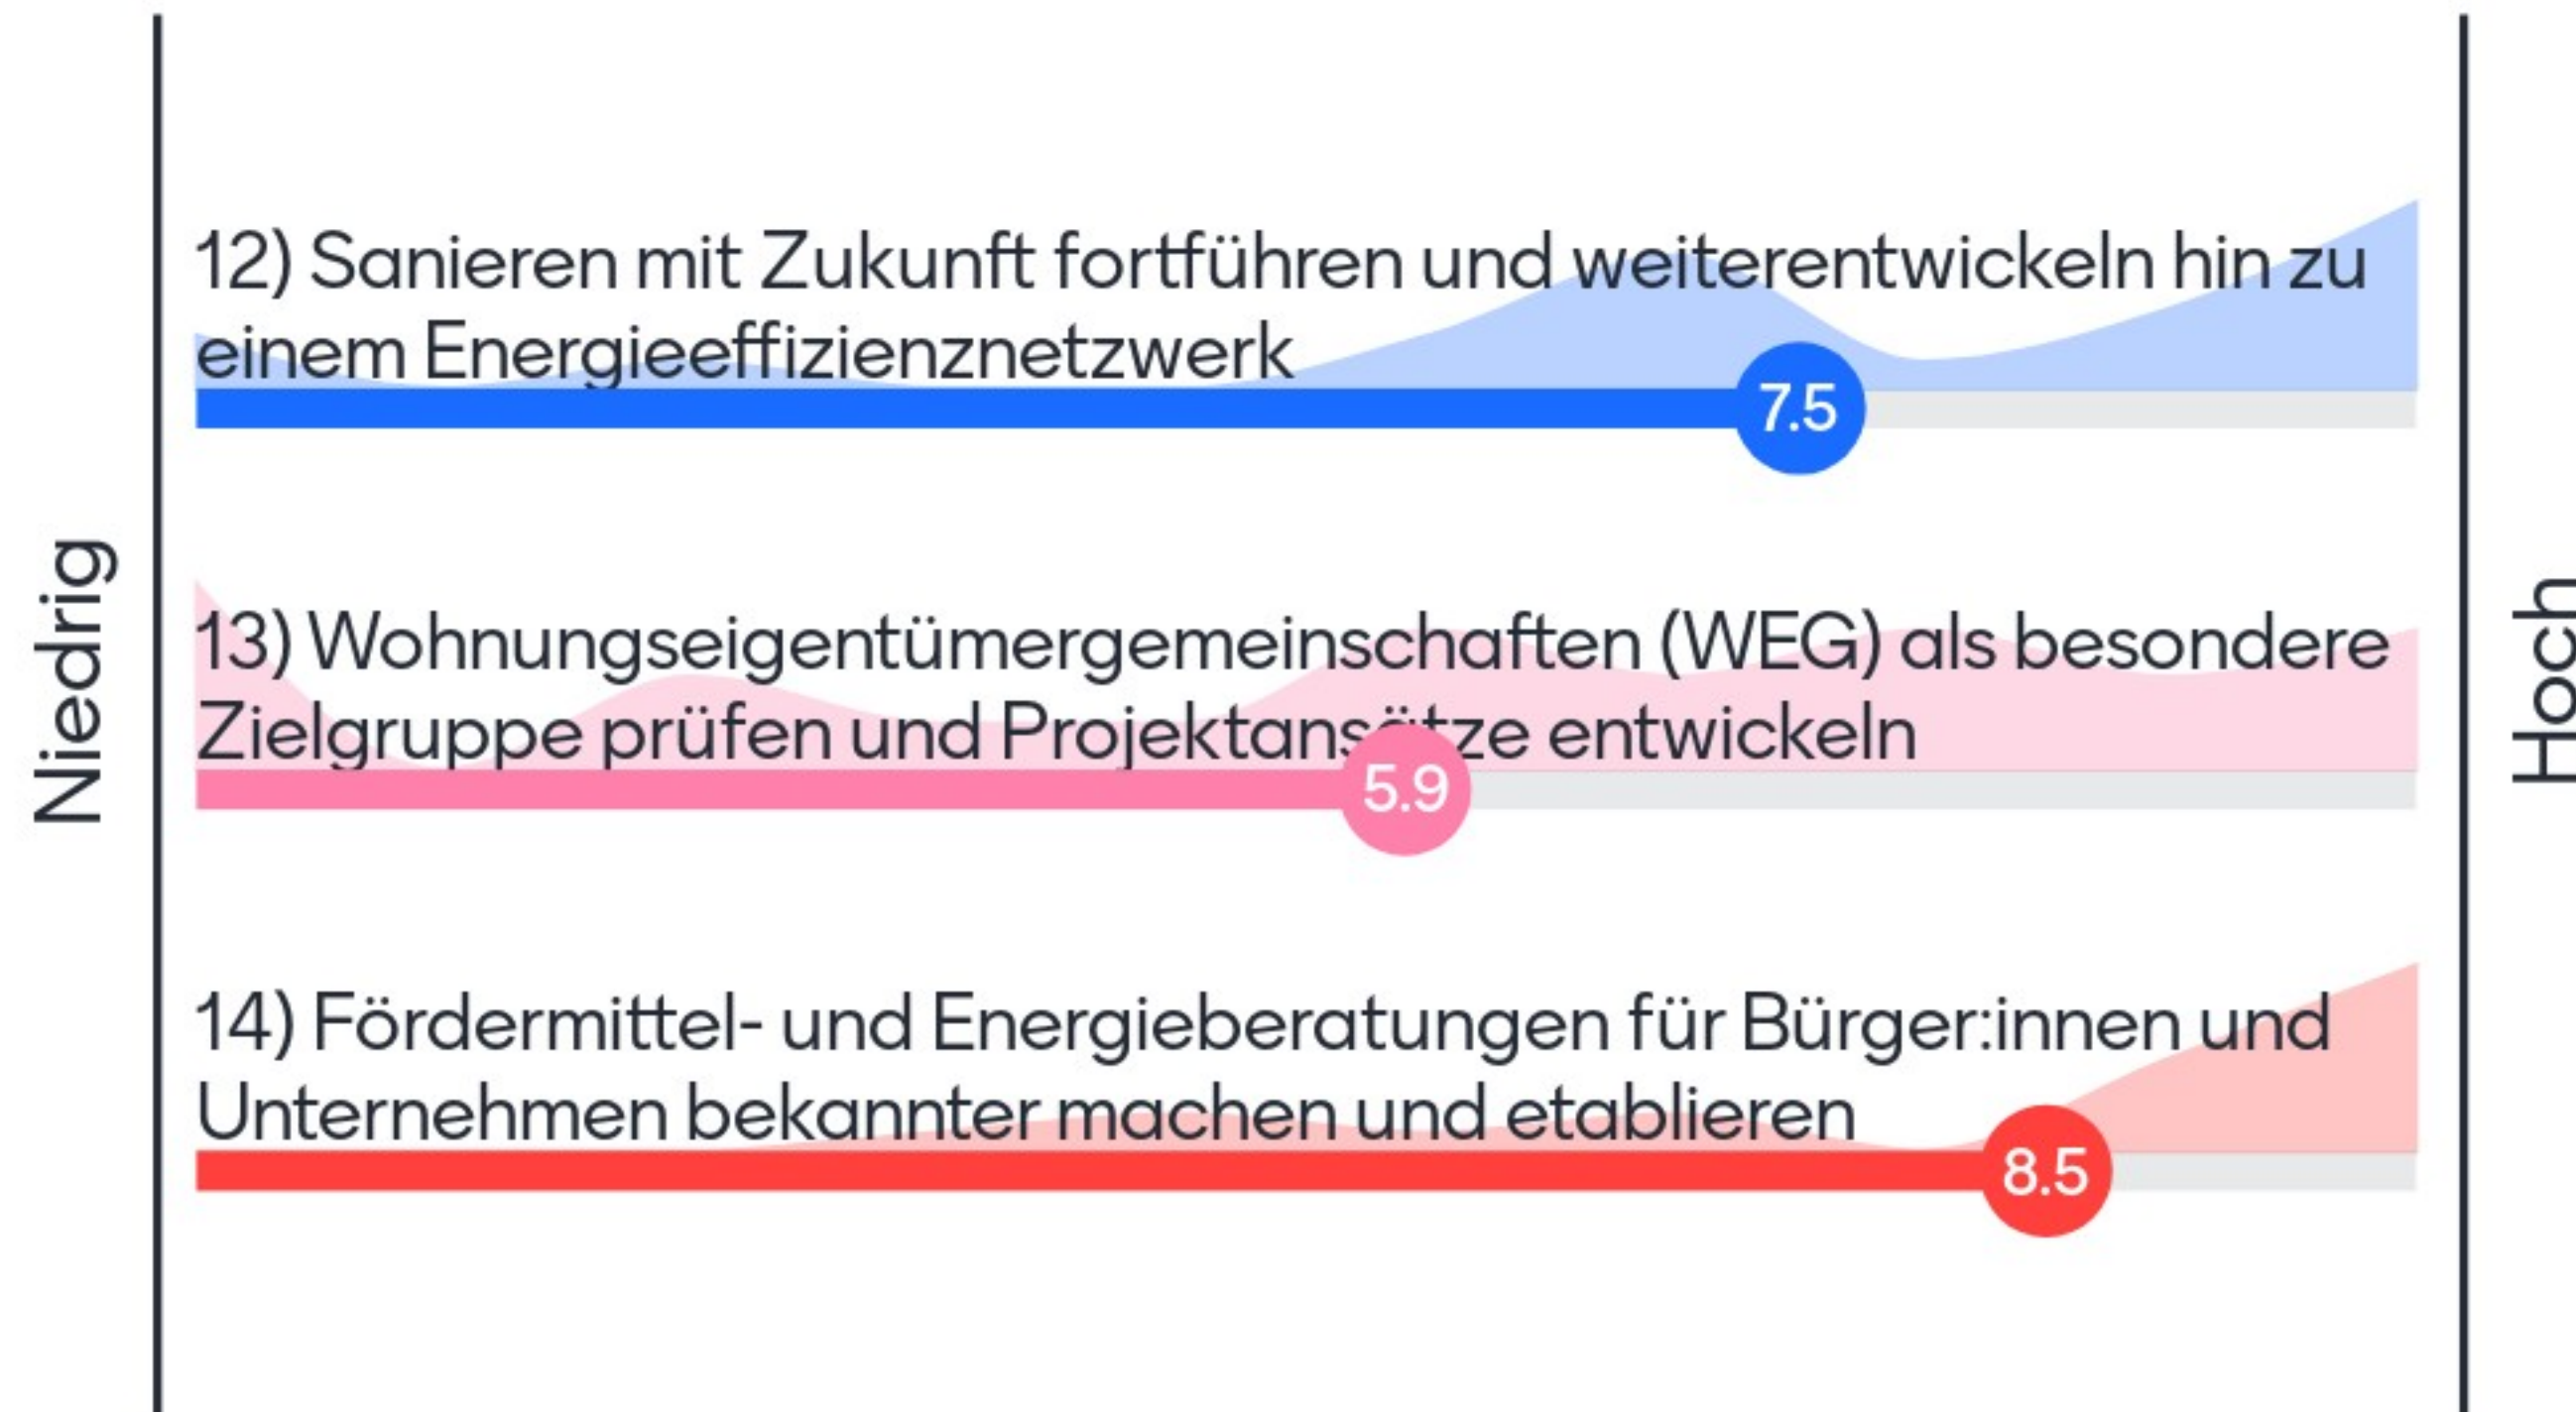 Niedrig
12) Sanieren mit Zukunft fortführen und weiterentwickeln hin zu
einem Energieeffizienznetzwerk
7.5
13) Wohnungseigentümergemeinschaften (WEG) als besondere
Zielgruppe prüfen und Projektansätze entwickeln
5.9
14) Fördermittel- und Energieberatungen für Bürger:innen und
Unternehmen bekannter machen und etablieren
8.5
Hoch